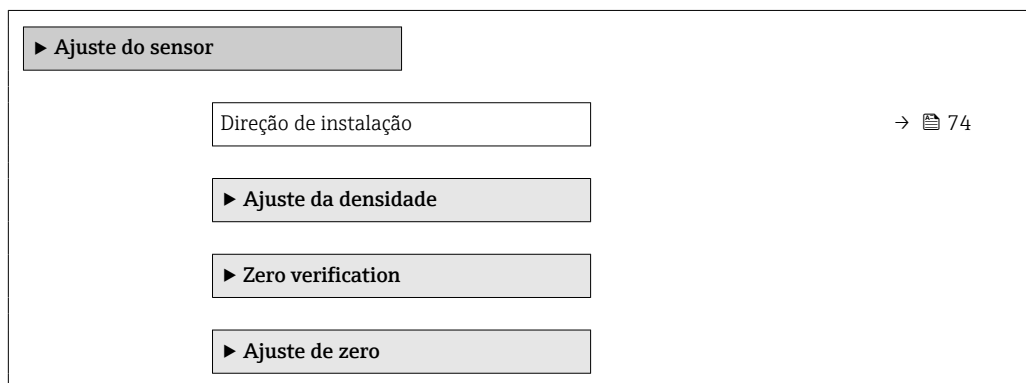 ▶ Ajuste do sensor
Direção de instalação → 74
▶ Ajuste da densidade
▶ Zero verification
▶ Ajuste de zero